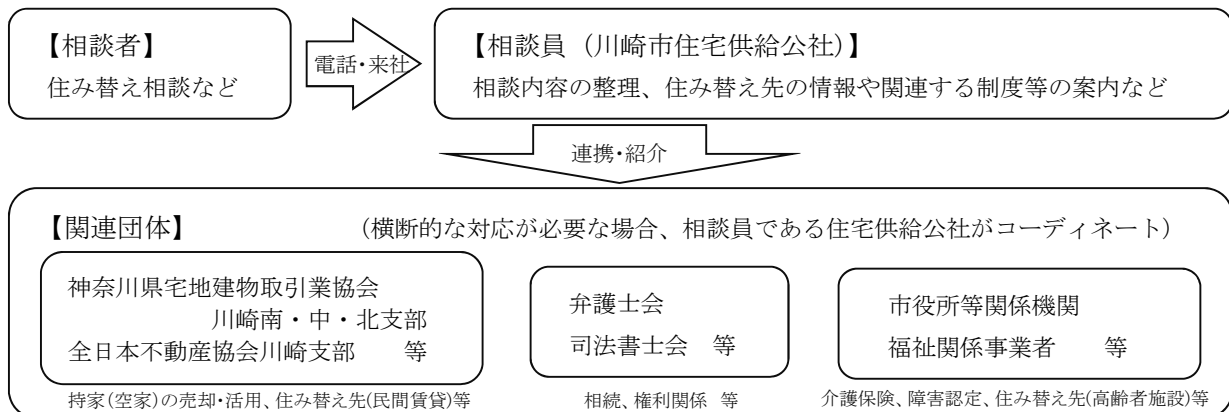 【相談者】
住み替え相談など
電話・来社
【相談員（川崎市住宅供給公社）】
相談内容の整理、住み替え先の情報や関連する制度等の案内など
連携・紹介
【関連団体】 （横断的な対応が必要な場合、相談員である住宅供給公社がコーディネート）
神奈川県宅地建物取引業協会
川崎南・中・北支部
全日本不動産協会川崎支部 等
持家(空家)の売却・活用、住み替え先(民間賃貸)等
弁護士会
司法書士会 等
相続、権利関係 等
市役所等関係機関
福祉関係事業者 等
介護保険、障害認定、住み替え先(高齢者施設)等